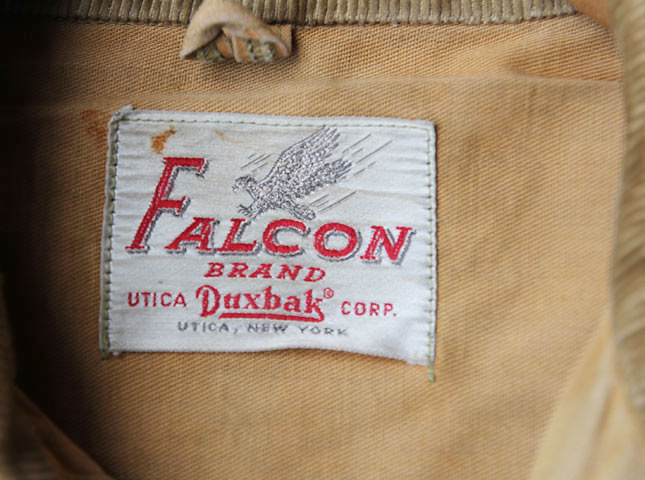 FALCON
BRAND
UTICA Duxbak® CORP.
UTICA, NEW YORK